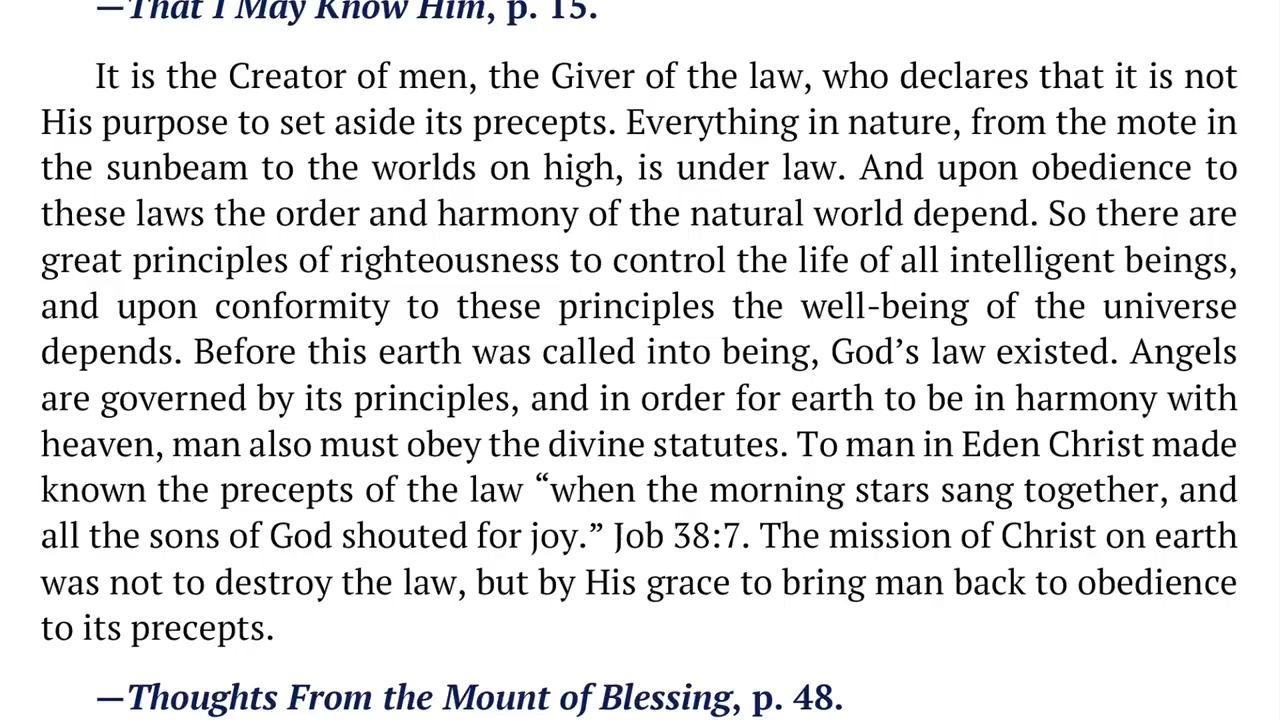 —That I May Know Him, p. 15.
It is the Creator of men, the Giver of the law, who declares that it is not
His purpose to set aside its precepts. Everything in nature, from the mote in
the sunbeam to the worlds on high, is under law. And upon obedience to
these laws the order and harmony of the natural world depend. So there are
great principles of righteousness to control the life of all intelligent beings,
and upon conformity to these principles the well-being of the universe
depends. Before this earth was called into being, God’s law existed. Angels
are governed by its principles, and in order for earth to be in harmony with
heaven, man also must obey the divine statutes. To man in Eden Christ made
known the precepts of the law “when the morning stars sang together, and
all the sons of God shouted for joy.” Job 38:7. The mission of Christ on earth
was not to destroy the law, but by His grace to bring man back to obedience
to its precepts.
—Thoughts From the Mount of Blessing, p. 48.